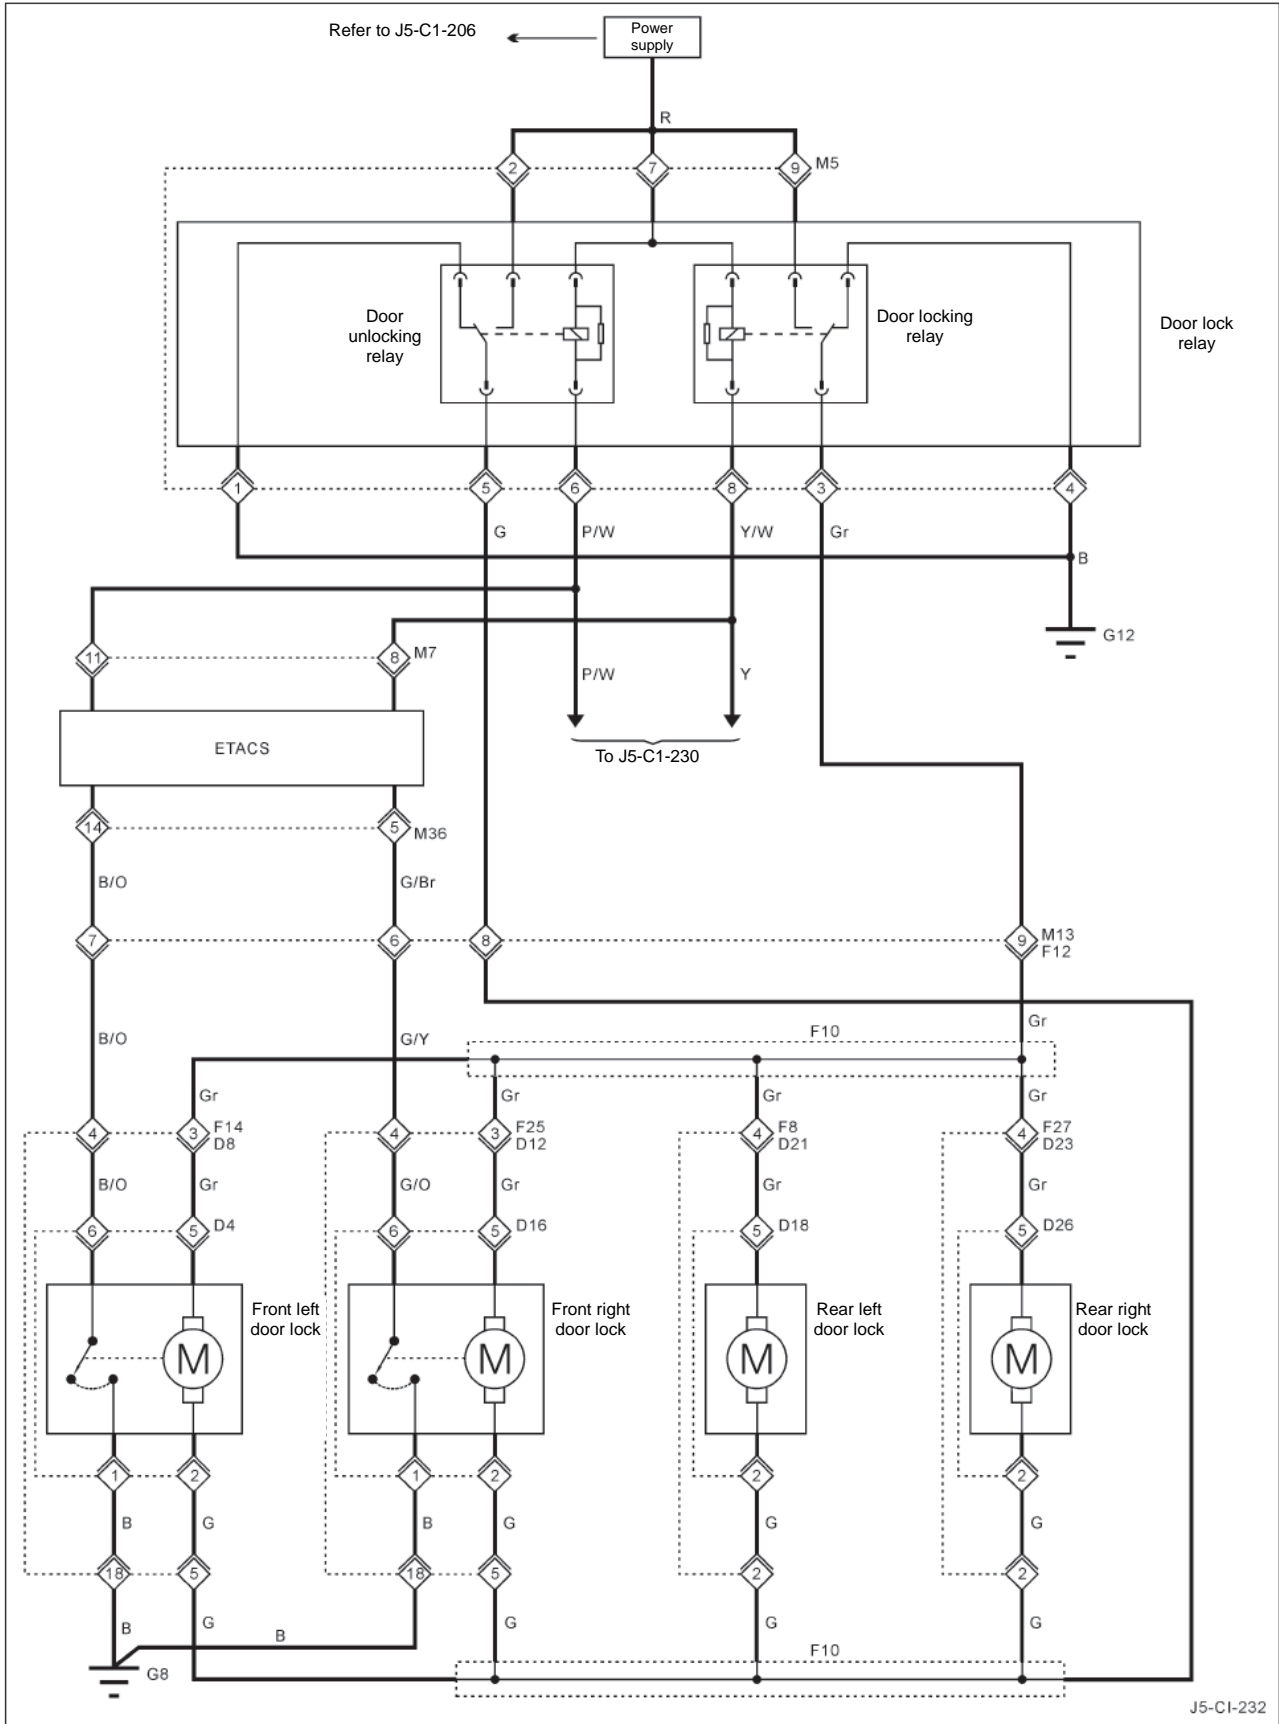 Refer to J5-C1-206
Power
supply
R
2
7
9
M5
Door
unlocking
relay
Door locking
relay
Door lock
relay
1
5
6
8
3
4
G
P/W
Y/W
Gr
B
G12
11
8
M7
P/W
Y
ETACS
To J5-C1-230
14
5
M36
B/O
G/Br
7
6
8
9
M13
F12
B/O
G/Y
F10
Gr
Gr
Gr
Gr
Gr
4
3
F14
D8
4
3
F25
D12
4
F8
D21
4
F27
D23
B/O
Gr
G/O
Gr
Gr
Gr
6
5
D4
6
5
D16
5
D18
5
D26
Front left
door lock
Front right
door lock
Rear left
door lock
Rear right
door lock
M
M
M
M
1
2
1
2
2
2
B
G
B
G
G
G
18
5
18
5
2
2
B
G
B
G
G
G
F10
G8
J5-CI-232